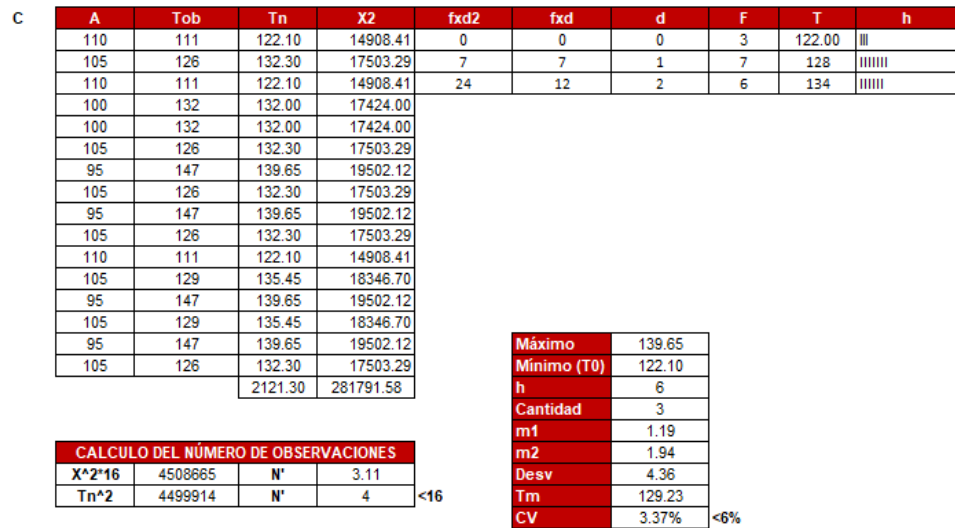 C A Tob Tn X2 fxd2 fxd d F T h
110 111 122.10 14908.41 0 0 0 3 122.00 III
105 126 132.30 17503.29 7 7 1 7 128 IIIIIII
110 111 122.10 14908.41 24 12 2 6 134 IIIIII
100 132 132.00 17424.00
100 132 132.00 17424.00
105 126 132.30 17503.29
95 147 139.65 19502.12
105 126 132.30 17503.29
95 147 139.65 19502.12
105 126 132.30 17503.29
110 111 122.10 14908.41
105 129 135.45 18346.70
95 147 139.65 19502.12
105 129 135.45 18346.70
95 147 139.65 19502.12
105 126 132.30 17503.29
2121.30 281791.58
CALCULO DEL NÚMERO DE OBSERVACIONES
X^2*16 4508665 N' 3.11
Tn^2 4499914 N' 4 <16
Máximo 139.65
Mínimo (T0) 122.10
h 6
Cantidad 3
m1 1.19
m2 1.94
Desv 4.36
Tm 129.23
CV 3.37% <6%